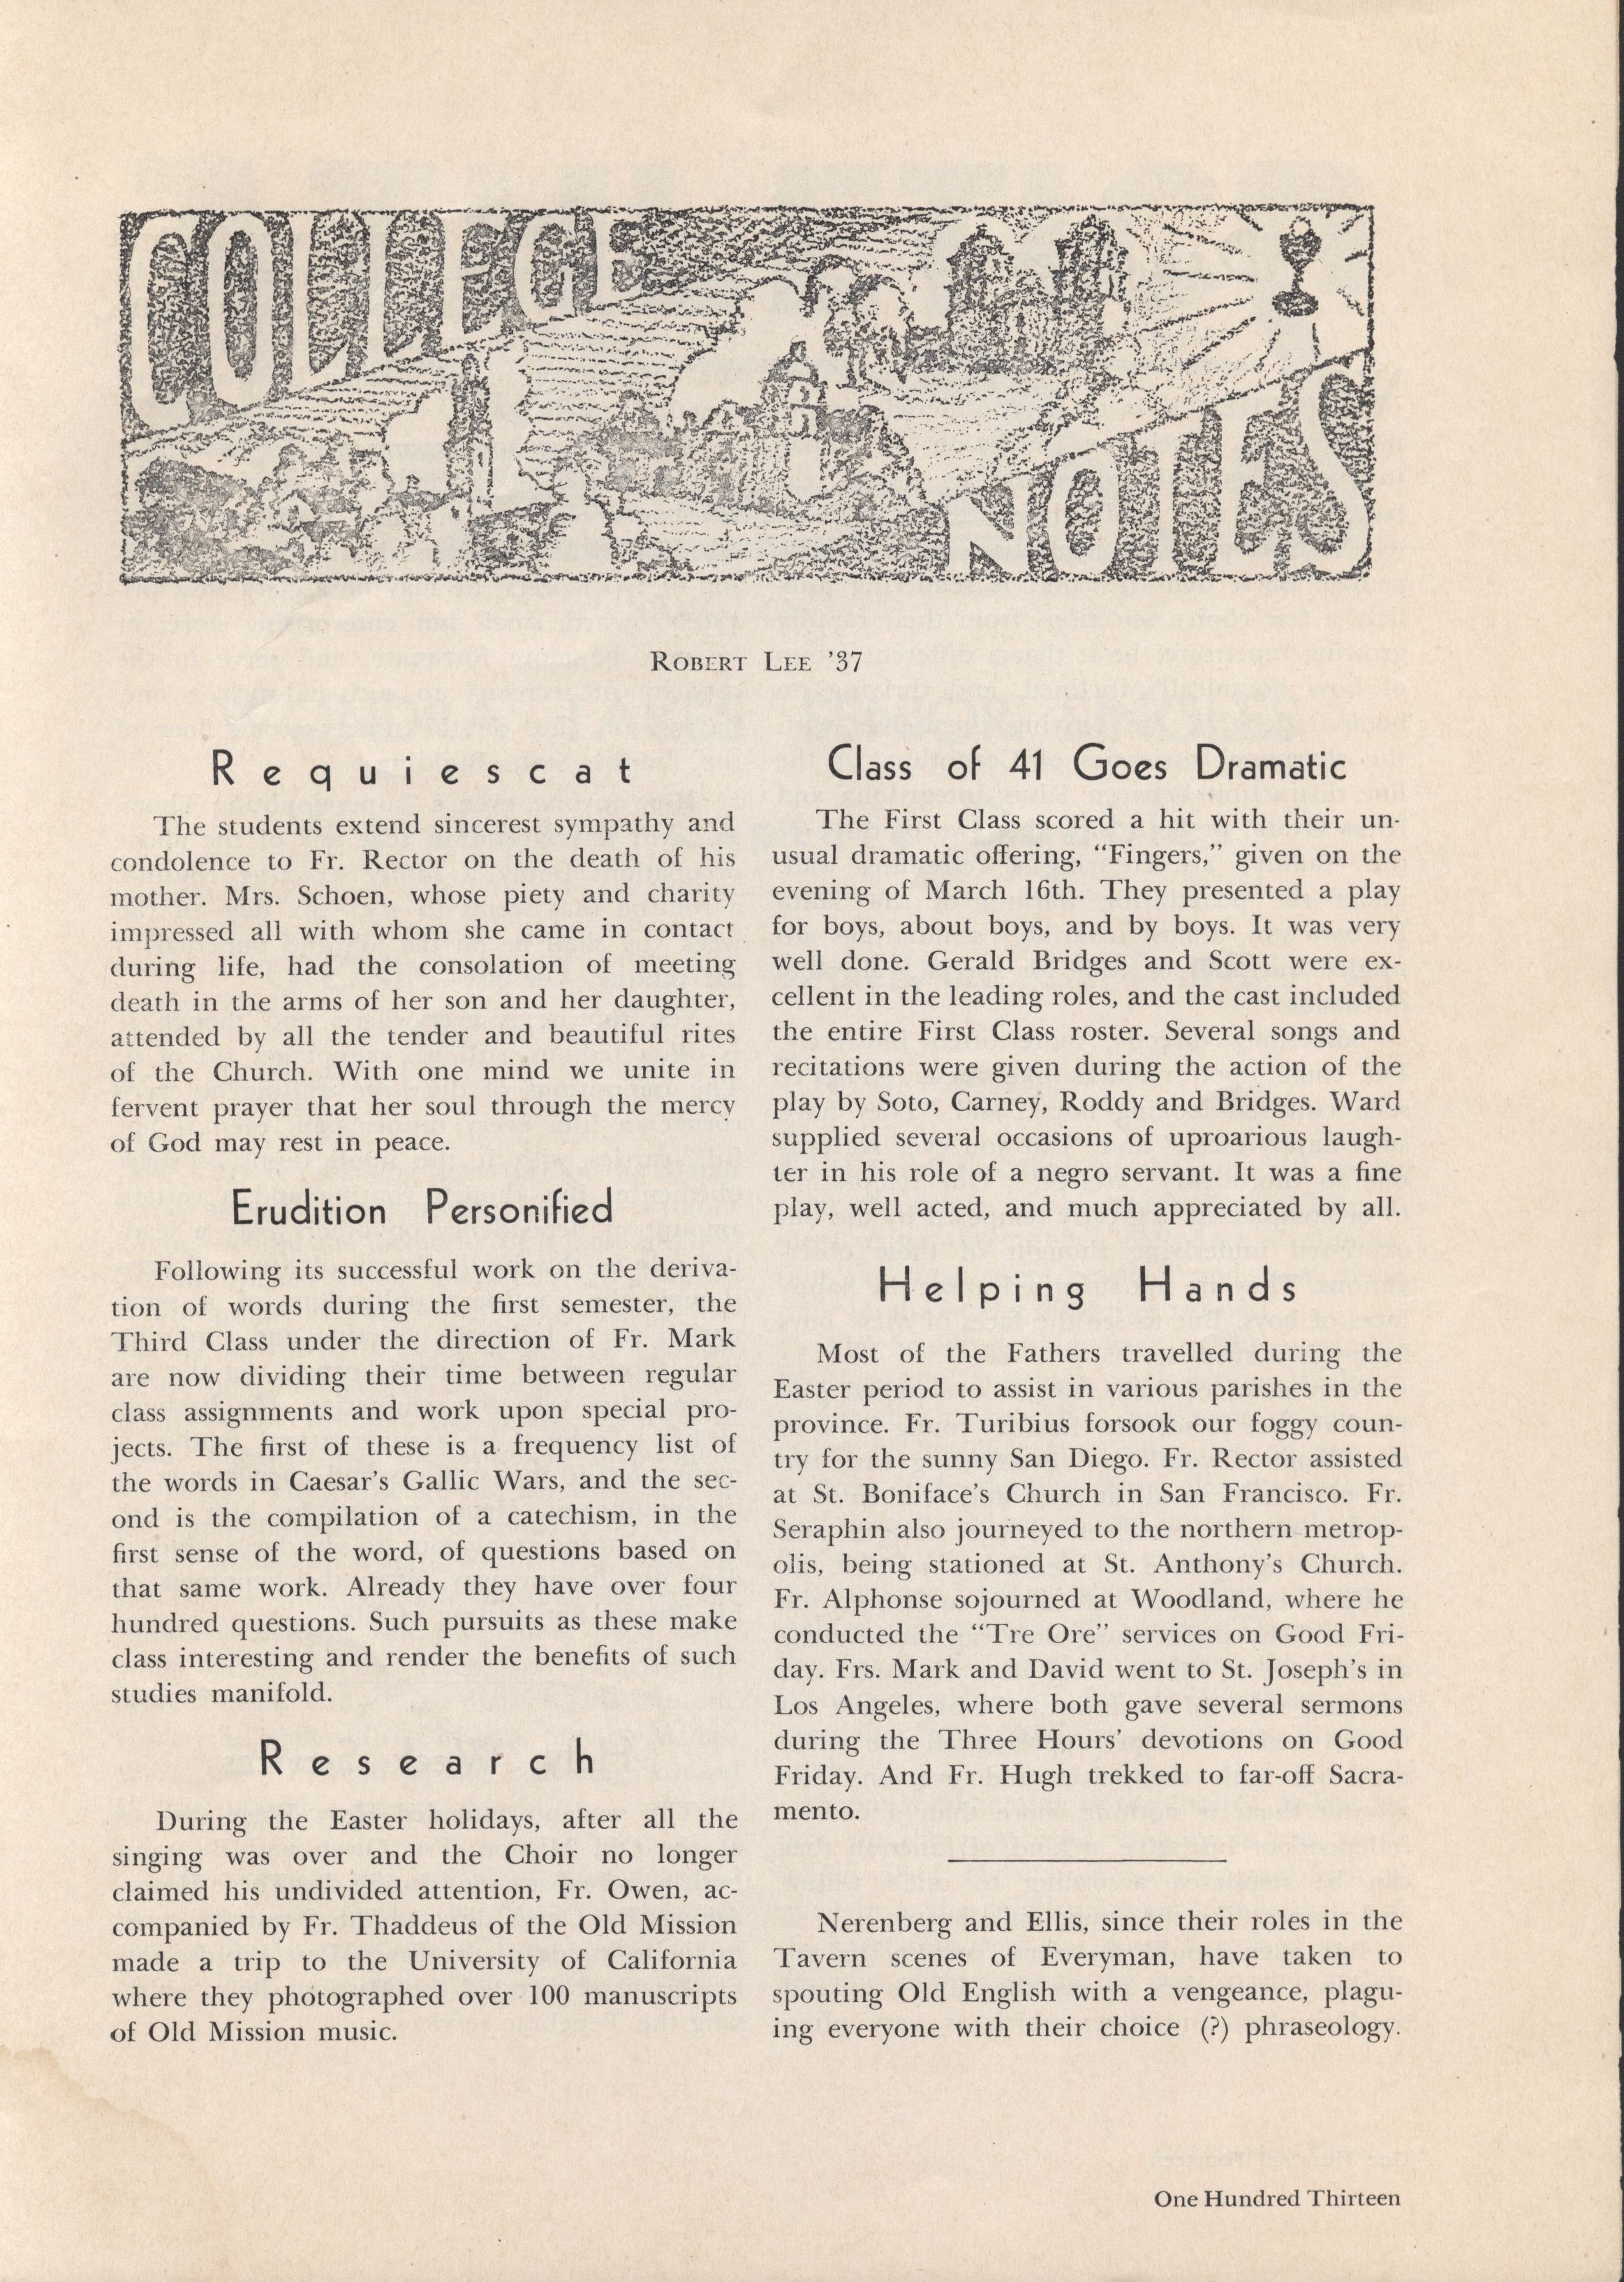 COLLEGE
NOTES
ROBERT LEE '37
Requiescat
The students extend sincerest sympathy and
condolence to Fr. Rector on the death of his
mother. Mrs. Schoen, whose piety and charity
impressed all with whom she came in contact
during life, had the consolation of meeting
death in the arms of her son and her daughter,
attended by all the tender and beautiful rites
of the Church. With one mind we unite in
fervent prayer that her soul through the mercy
of God may rest in peace.
Erudition Personified
Following its successful work on the deriva-
tion of words during the first semester, the
Third Class under the direction of Fr. Mark
are now dividing their time between regular
class assignments and work upon special pro-
jects. The first of these is a frequency list of
the words in Caesar's Gallic Wars, and the sec-
ond is the compilation of a catechism, in the
first sense of the word, of questions based on
that same work. Already they have over four
hundred questions. Such pursuits as these make
class interesting and render the benefits of such
studies manifold.
Research
During the Easter holidays, after all the
singing was over and the Choir no longer
claimed his undivided attention, Fr. Owen, ac-
companied by Fr. Thaddeus of the Old Mission
made a trip to the University of California
where they photographed over 100 manuscripts
of Old Mission music.
Class of 41 Goes Dramatic
The First Class scored a hit with their un-
usual dramatic offering, "Fingers," given on the
evening of March 16th. They presented a play
for boys, about boys, and by boys. It was very
well done. Gerald Bridges and Scott were ex-
cellent in the leading roles, and the cast included
the entire First Class roster. Several songs and
recitations were given during the action of the
play by Soto, Carney, Roddy and Bridges. Ward
supplied several occasions of uproarious laugh-
ter in his role of a negro servant. It was a fine
play, well acted, and much appreciated by all.
Helping Hands
Most of the Fathers travelled during the
Easter period to assist in various parishes in the
province. Fr. Turibius forsook our foggy coun-
try for the sunny San Diego. Fr. Rector assisted
at St. Boniface's Church in San Francisco. Fr.
Seraphin also journeyed to the northern metrop-
olis, being stationed at St. Anthony's Church.
Fr. Alphonse sojourned at Woodland, where he
conducted the "Tre Ore" services on Good Fri-
day. Frs. Mark and David went to St. Joseph's in
Los Angeles, where both gave several sermons
during the Three Hours' devotions on Good
Friday. And Fr. Hugh trekked to far-off Sacra-
mento.
Nerenberg and Ellis, since their roles in the
Tavern scenes of Everyman, have taken to
spouting Old English with a vengeance, plagu-
ing everyone with their choice (?) phraseology.
One Hundred Thirteen